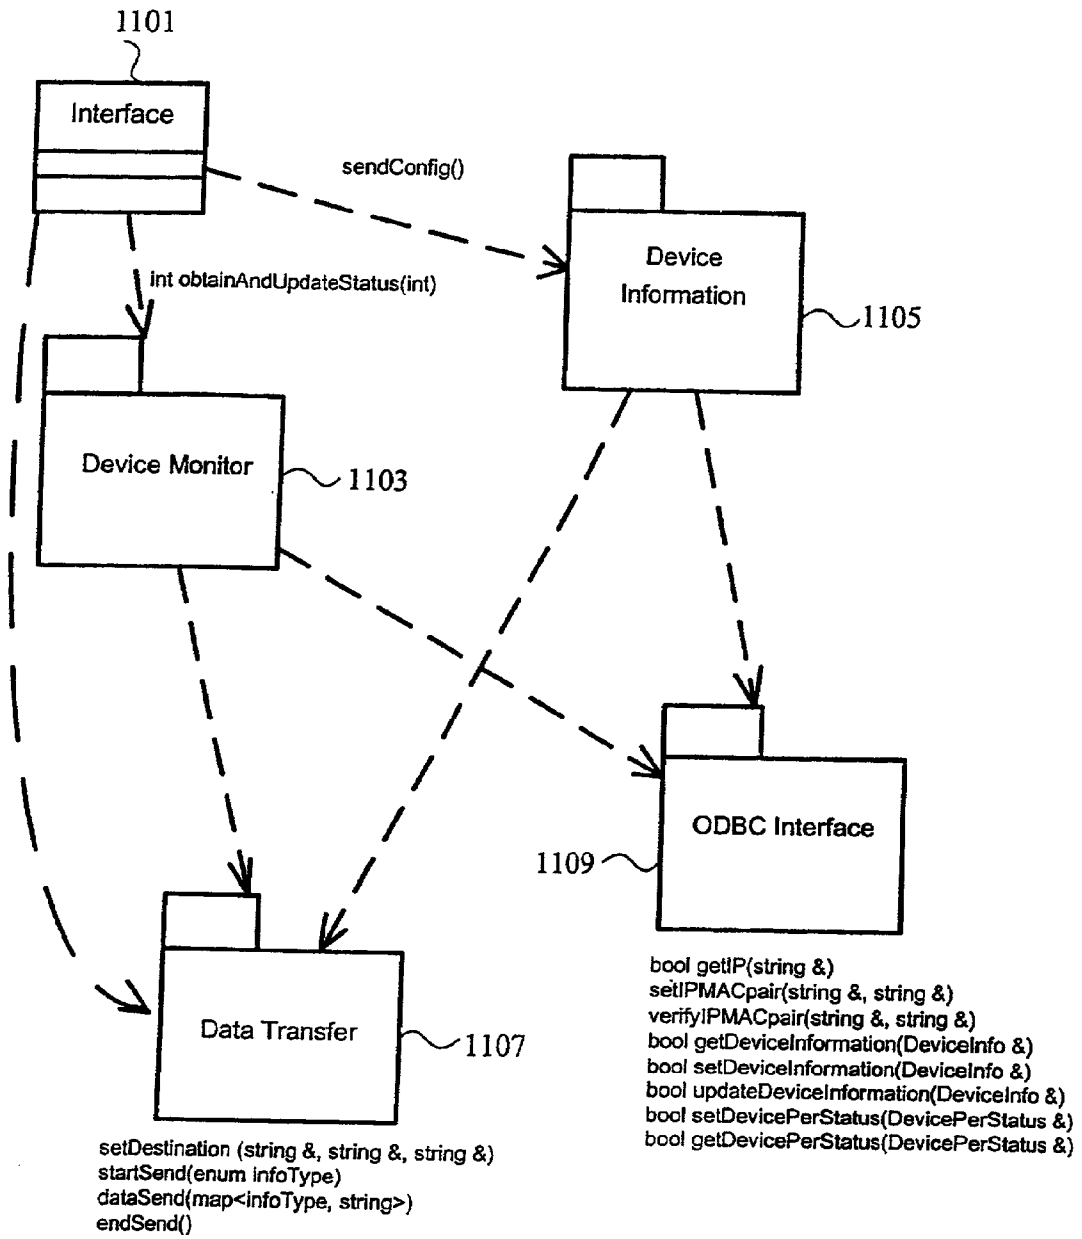 1101
Interface
sendConfig()
Device
Information
int obtainAndUpdateStatus(int)
1105
Device Monitor
1103
ODBC Interface
1109
bool getIP(string &)
setIPMACpair(string &, string &)
verifyIPMACpair(string &, string &)
bool getDeviceInformation(DeviceInfo &)
bool setDeviceInformation(DeviceInfo &)
bool updateDeviceInformation(DeviceInfo &)
bool setDevicePerStatus(DevicePerStatus &)
bool getDevicePerStatus(DevicePerStatus &)
Data Transfer
1107
setDestination (string &, string &, string &)
startSend(enum infoType)
dataSend(map<infoType, string>)
endSend()